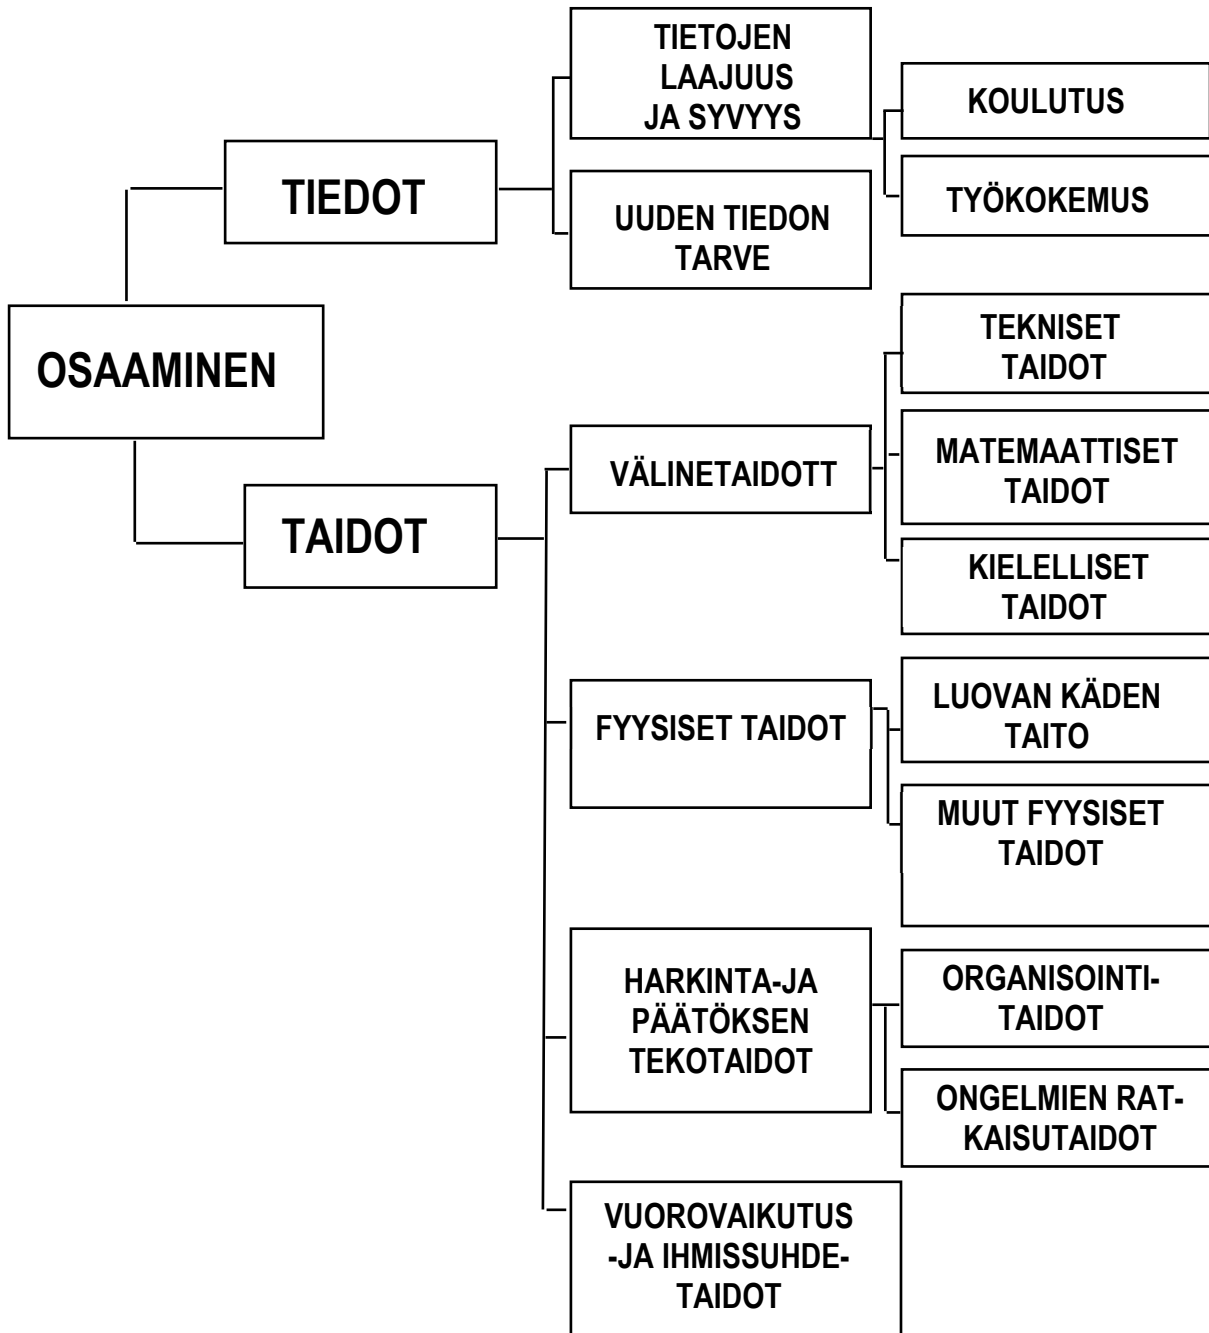 TIETOJEN
LAAJUUS
JA SYVYYS
KOULUTUS
TIEDOT
TYÖKOKEMUS
UUDEN TIEDON
TARVE
OSAAMINEN
TEKNISET
TAIDOT
VÄLINETAIDOTT
MATEMAATTISET
TAIDOT
TAIDOT
KIELELLISET
TAIDOT
FYYSISET TAIDOT
LUOVAN KÄDEN
TAITO
MUUT FYYSISET
TAIDOT
HARKINTA-JA
PÄÄTÖKSEN
TEKOTAIDOT
ORGANISOINTI-
TAIDOT
ONGELMIEN RAT-
KAISUTAIDOT
VUOROVAIKUTUS
-JA IHMISSUHDE-
TAIDOT